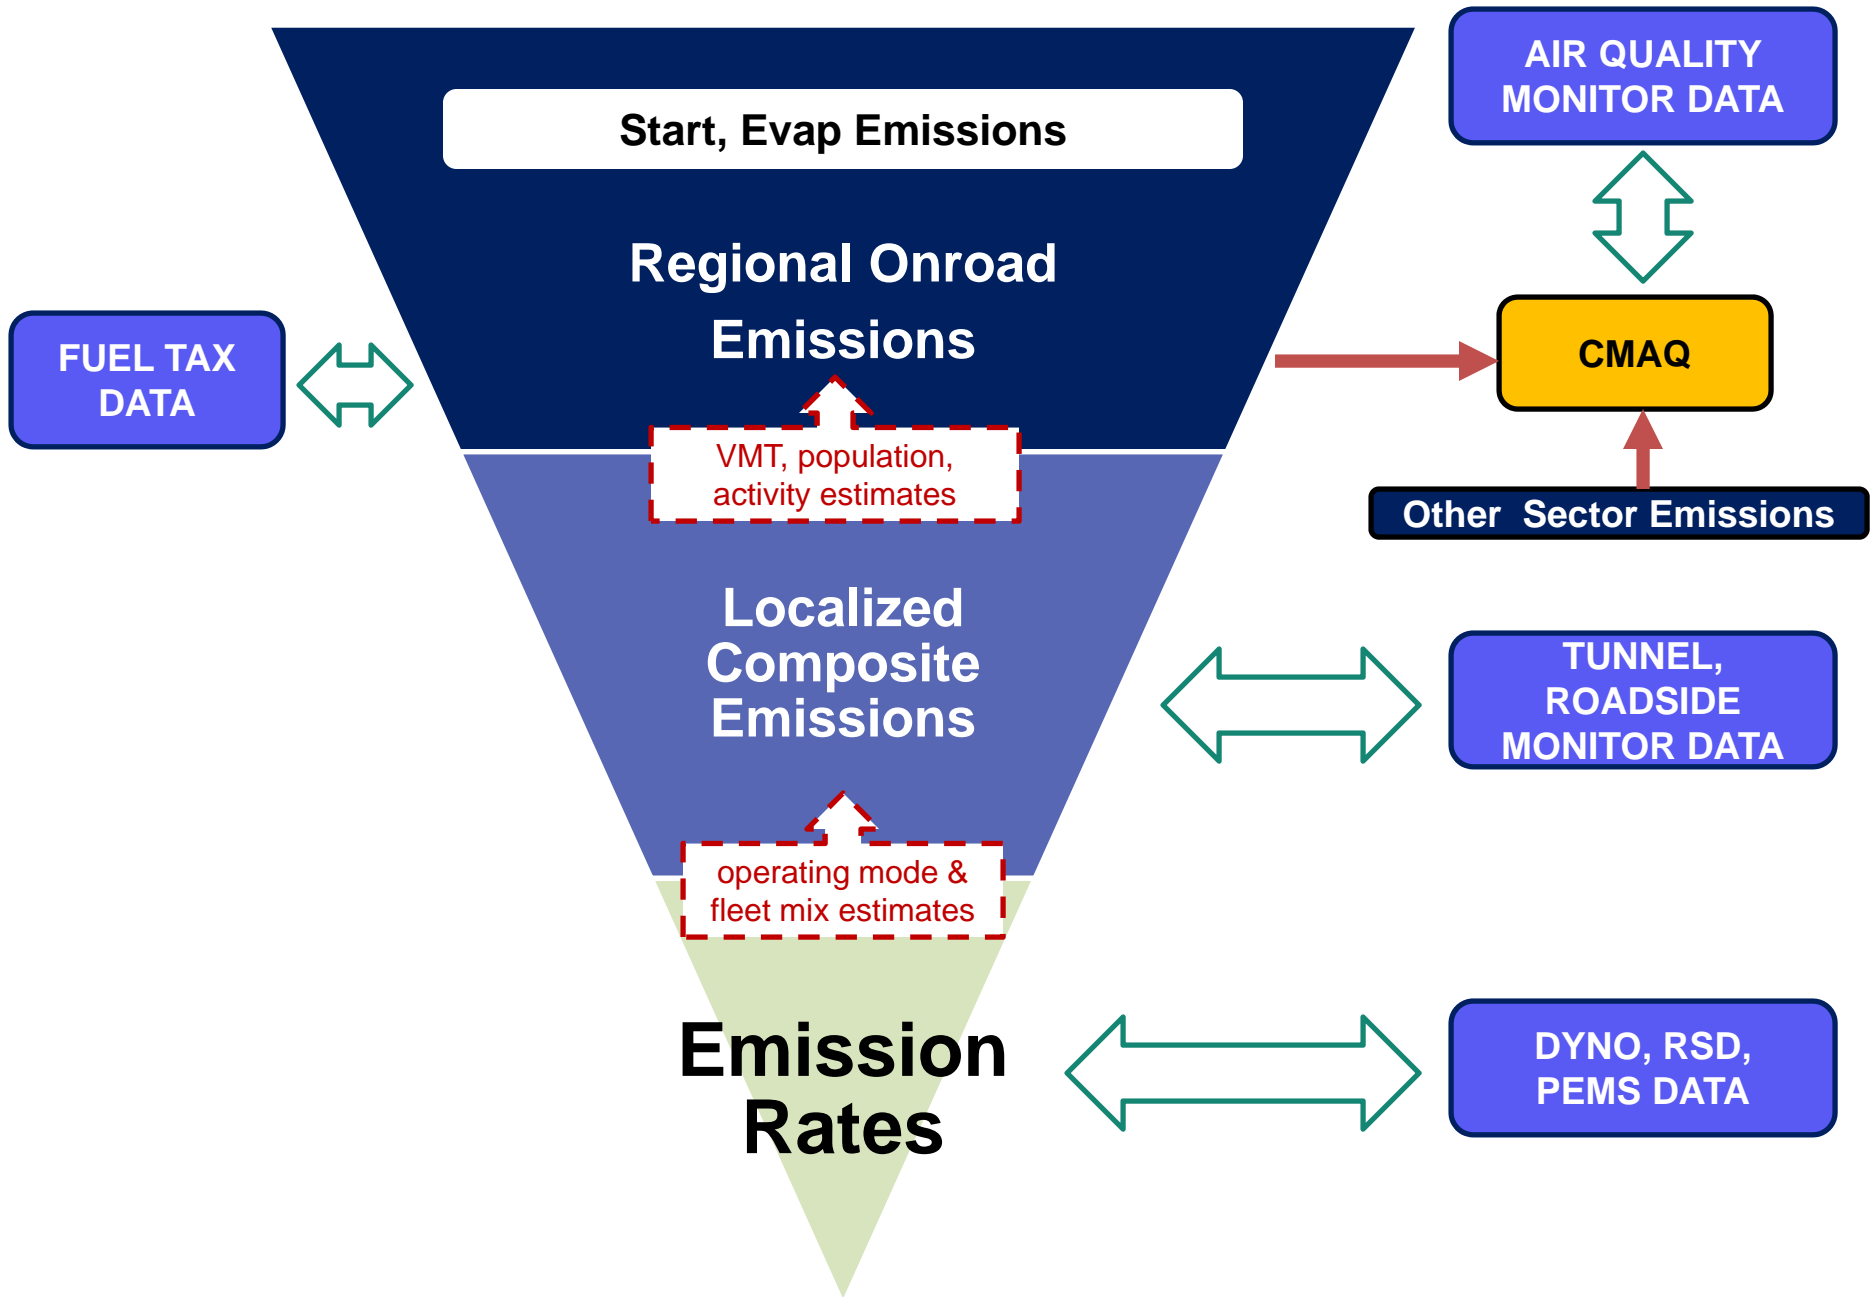 AIR QUALITY
MONITOR DATA
Start, Evap Emissions
Regional Onroad
Emissions
FUEL TAX
DATA
CMAQ
VMT, population,
activity estimates
Other  Sector Emissions
Localized
Composite
Emissions
TUNNEL,
ROADSIDE
MONITOR DATA
operating mode &
fleet mix estimates
Emission
Rates
DYNO, RSD,
PEMS DATA